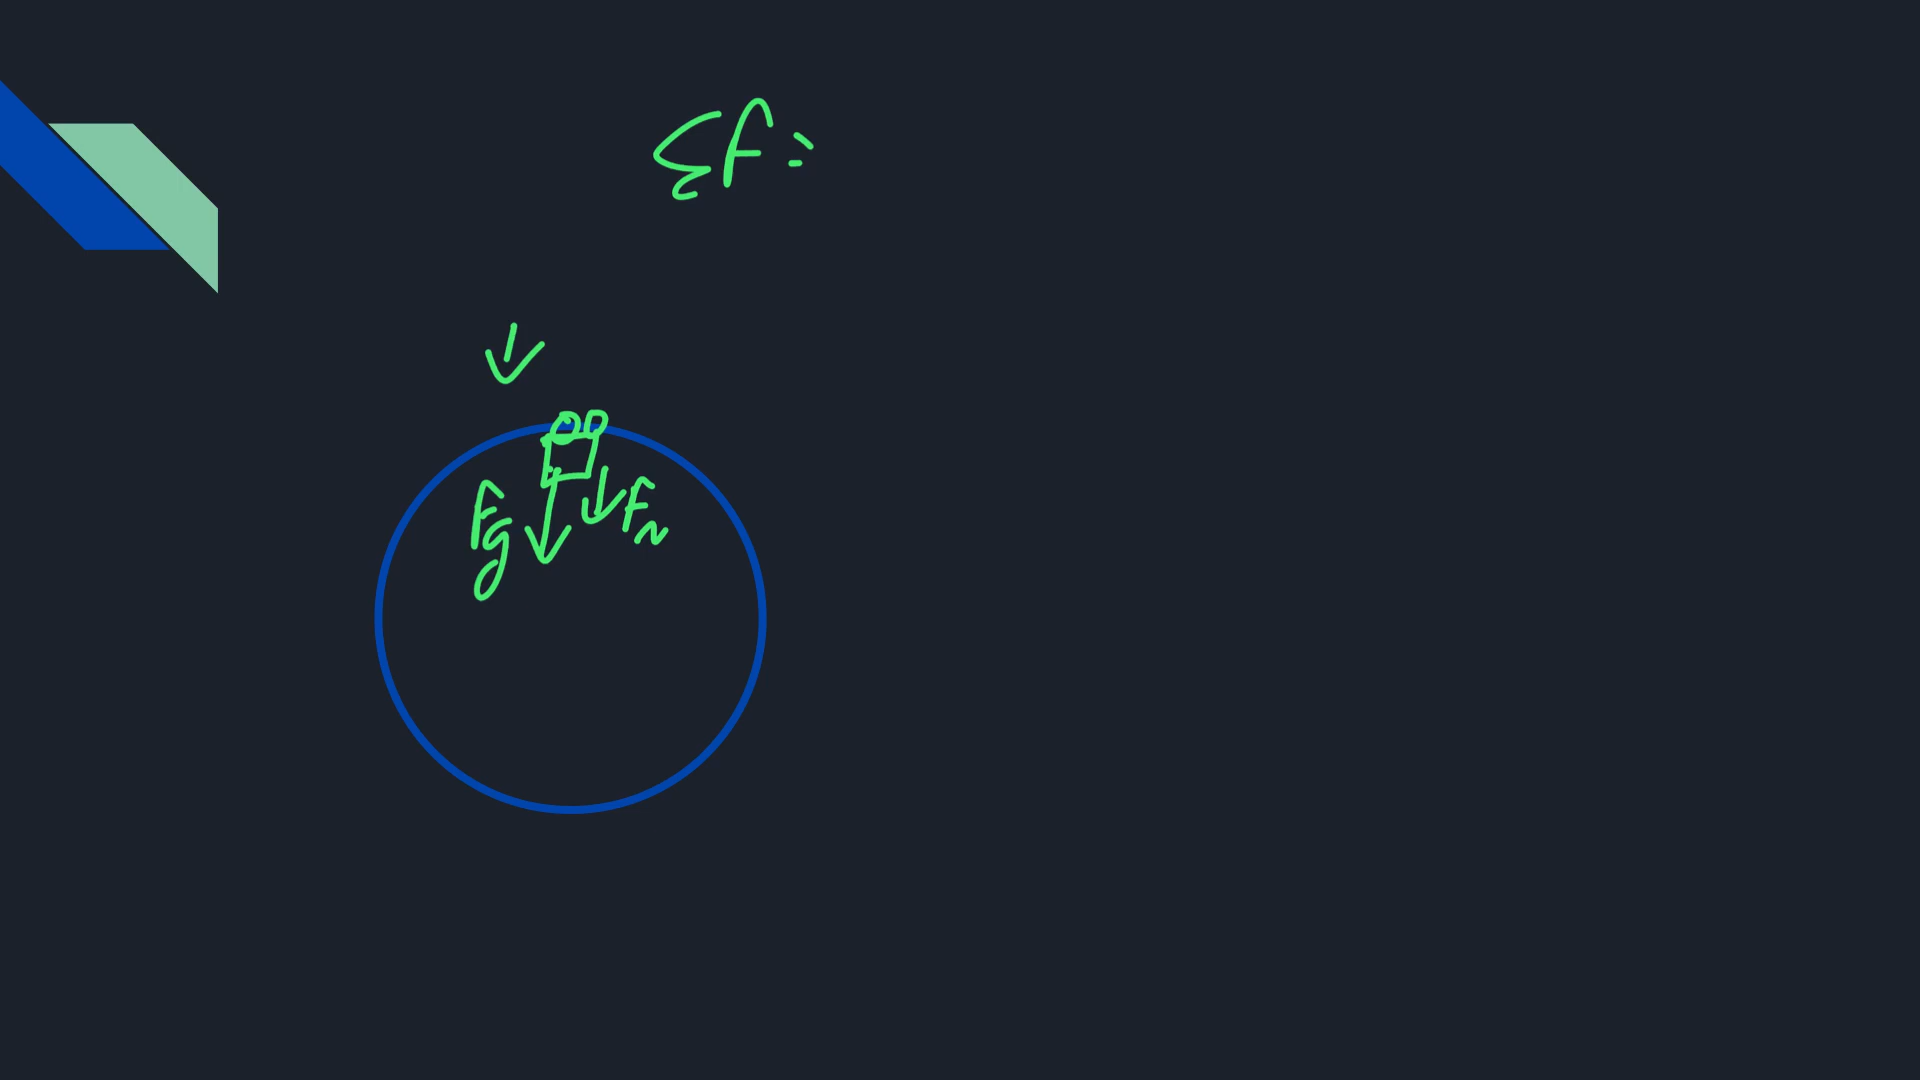 ΣF =
Fg
FN